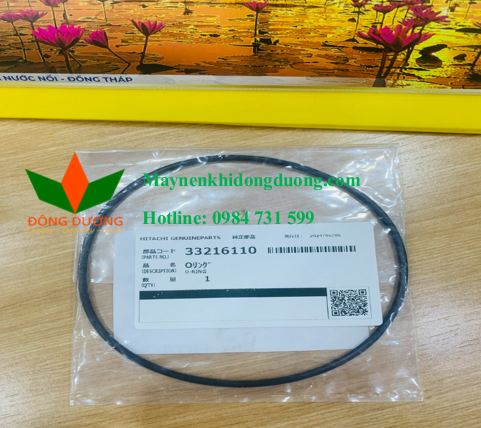 NƯỚC NỔI - ĐỒNG THÁP
Maynenkhidongduong.com
ĐÔNG DƯƠNG
Hotline: 0984 731 599
HITACHI GENUINEPARTS 純正部品
部品コード 33216110
(PARTS NO.)
品 名 Oリング
(DESCRIPTION) O-RING
数 量 1
(Q'TY)